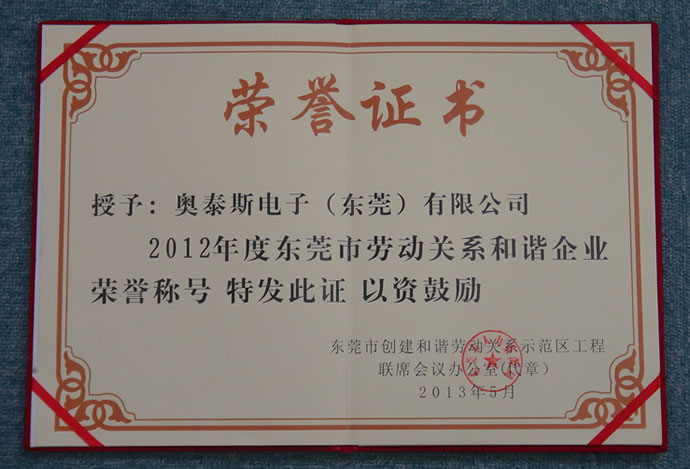 荣誉证书
授予：奥泰斯电子（东莞）有限公司
2012年度东莞市劳动关系和谐企业
荣誉称号 特发此证 以资鼓励
东莞市创建和谐劳动关系示范区工程
联席会议办公室(代章)
2013年5月